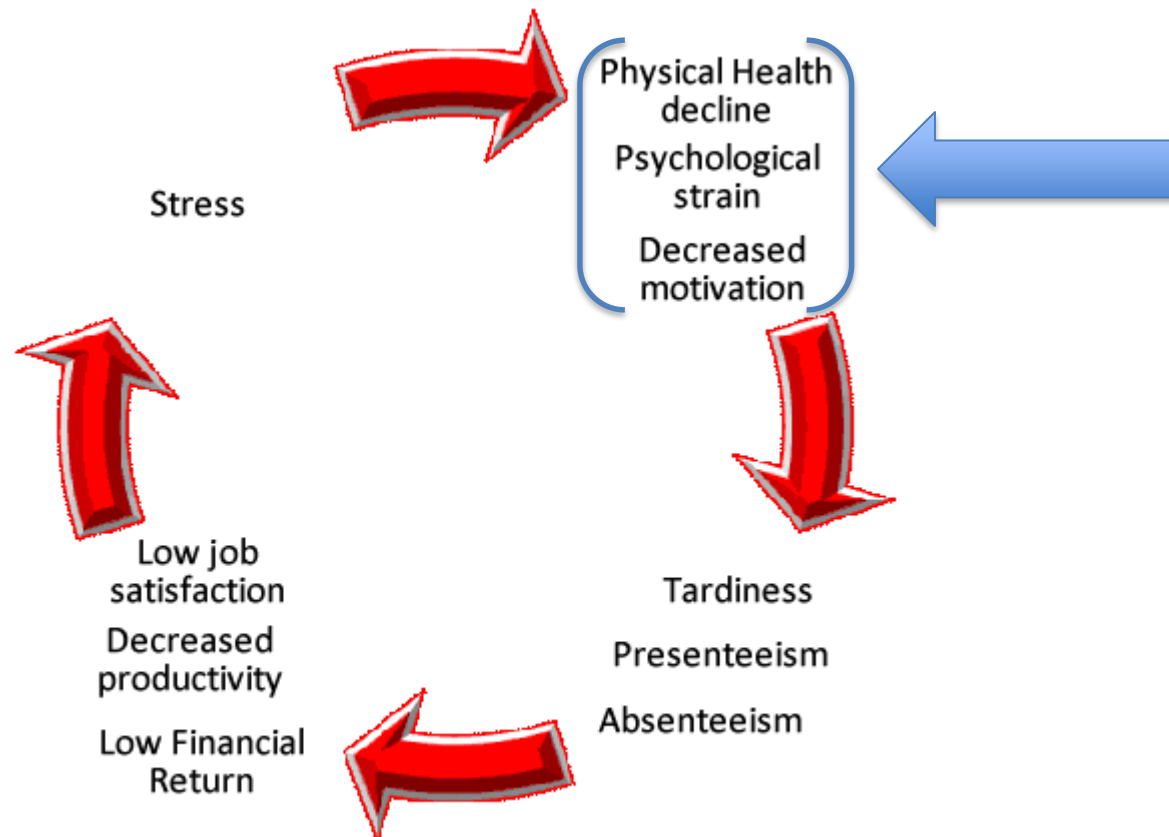 Stress
Physical Health
decline
Psychological
strain
Decreased
motivation
Tardiness
Presenteeism
Absenteeism
Low job
satisfaction
Decreased
productivity
Low Financial
Return